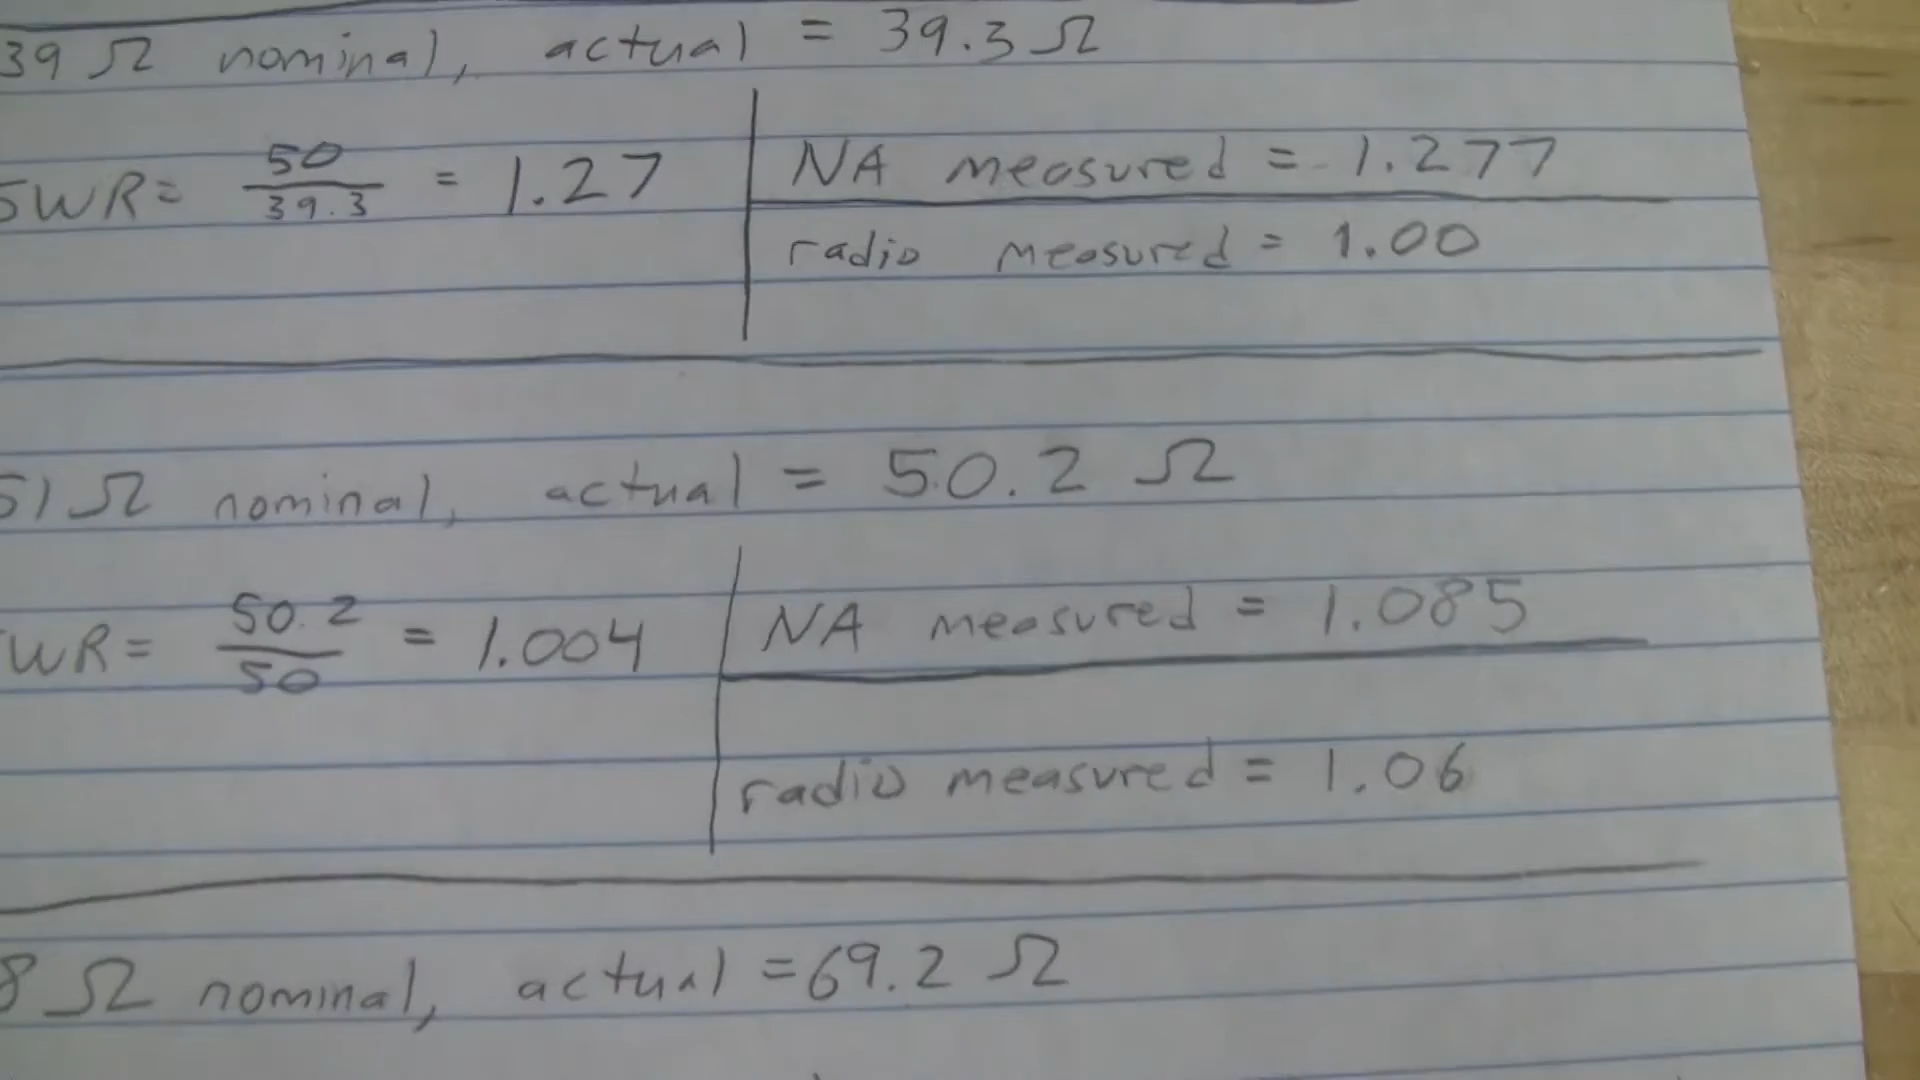 39 Ω nominal, actual = 39.3 Ω
SWR = 50/39.3 = 1.27
NA measured = 1.277
radio measured = 1.00
51 Ω nominal, actual = 50.2 Ω
WR = 50.2/50 = 1.004
NA measured = 1.085
radio measured = 1.06
8 Ω nominal, actual = 69.2 Ω